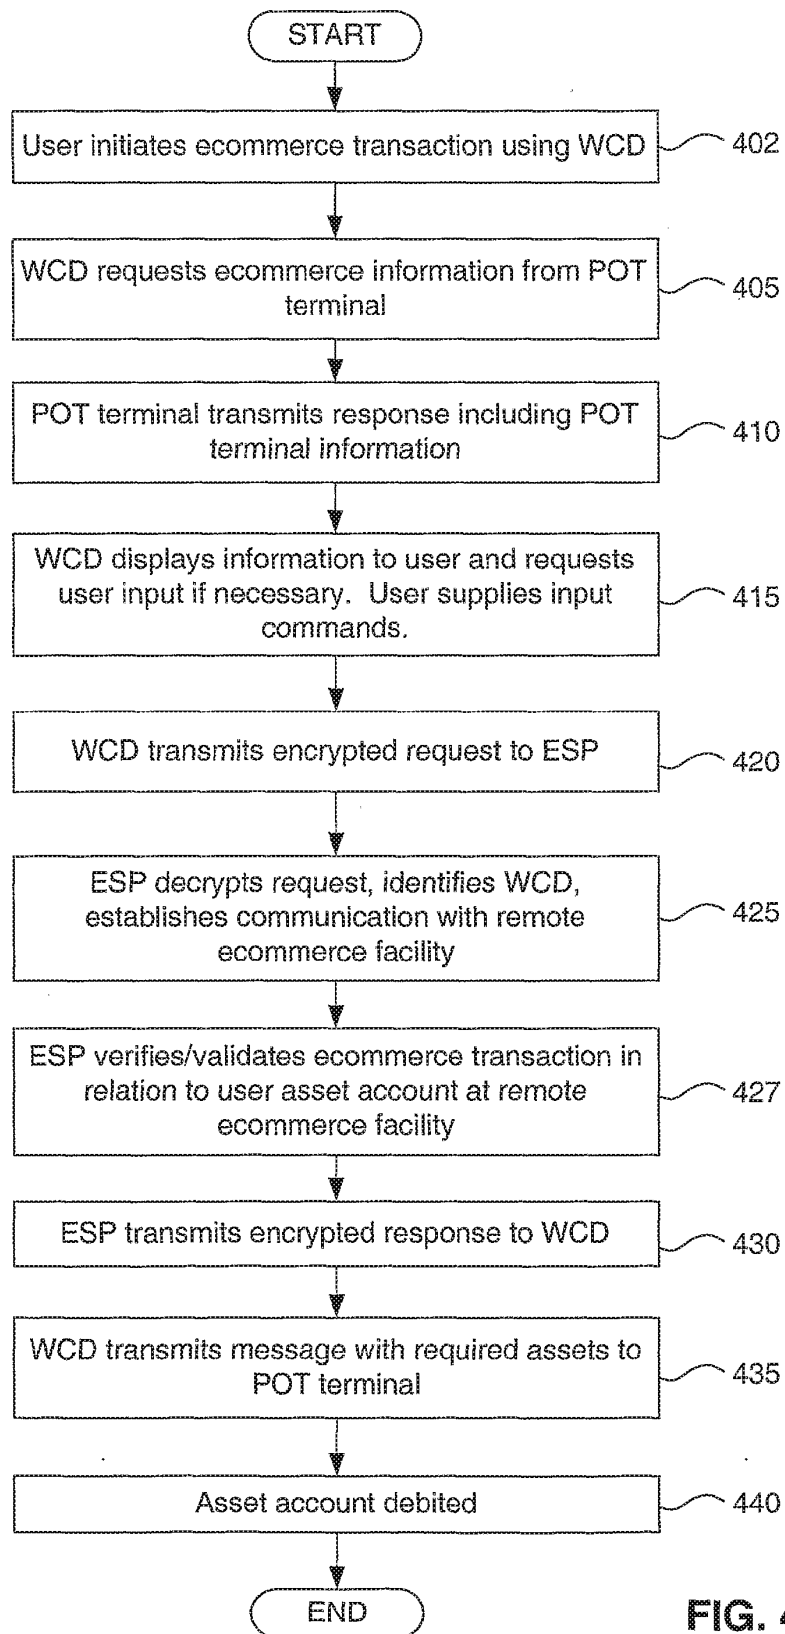 START
User initiates ecommerce transaction using WCD
402
WCD requests ecommerce information from POT
terminal
405
POT terminal transmits response including POT
terminal information
410
WCD displays information to user and requests
user input if necessary. User supplies input
commands.
415
WCD transmits encrypted request to ESP
420
ESP decrypts request, identifies WCD,
establishes communication with remote
ecommerce facility
425
ESP verifies/validates ecommerce transaction in
relation to user asset account at remote
ecommerce facility
427
ESP transmits encrypted response to WCD
430
WCD transmits message with required assets to
POT terminal
435
Asset account debited
440
END
FIG. 4